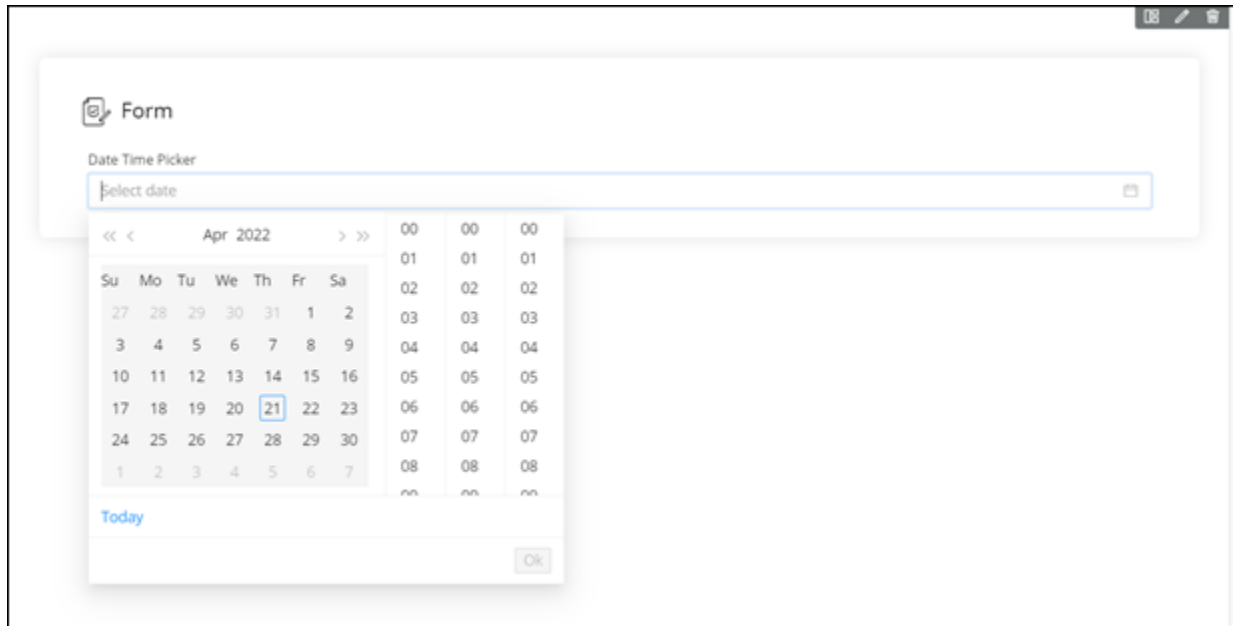 Form
Date Time Picker
Select date
Apr 2022
Su Mo Tu We Th Fr Sa
27 28 29 30 31 1 2
3 4 5 6 7 8 9
10 11 12 13 14 15 16
17 18 19 20 21 22 23
24 25 26 27 28 29 30
1 2 3 4 5 6 7
00 00 00
01 01 01
02 02 02
03 03 03
04 04 04
05 05 05
06 06 06
07 07 07
08 08 08
Today
Ok